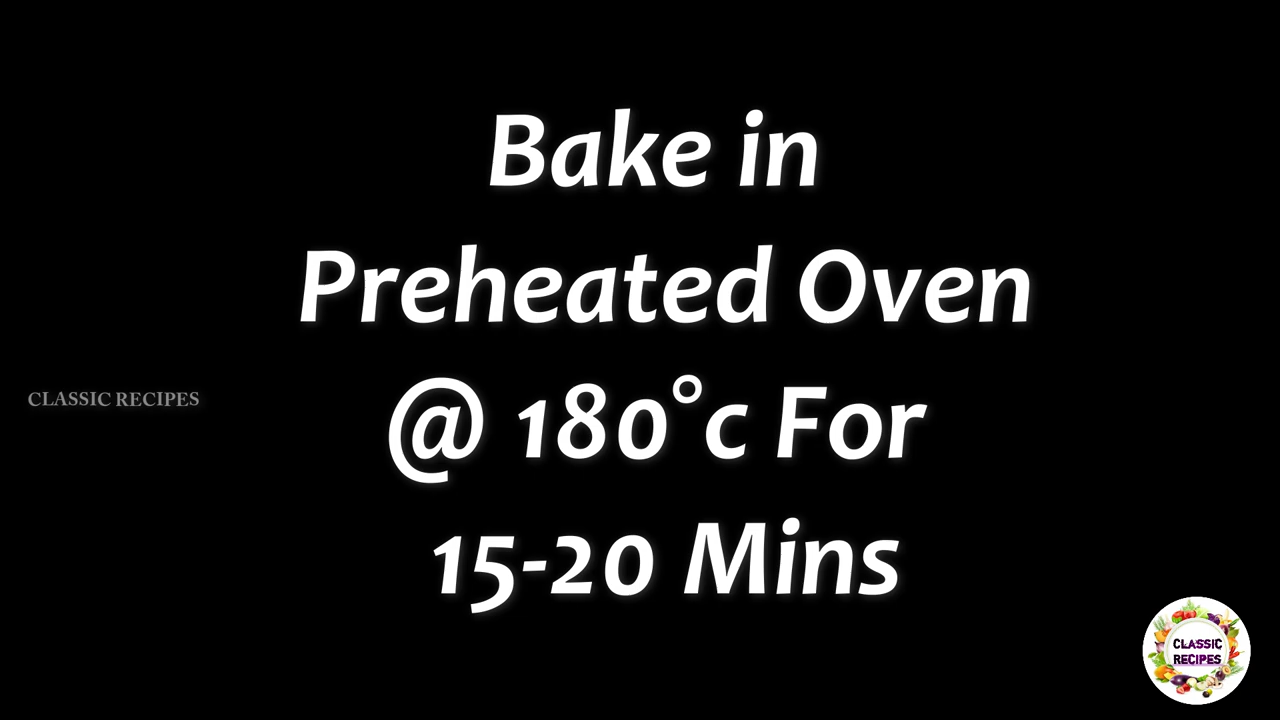 Bake in
Preheated Oven
@ 180°c For
15-20 Mins
CLASSIC RECIPES
CLASSIC
RECIPES